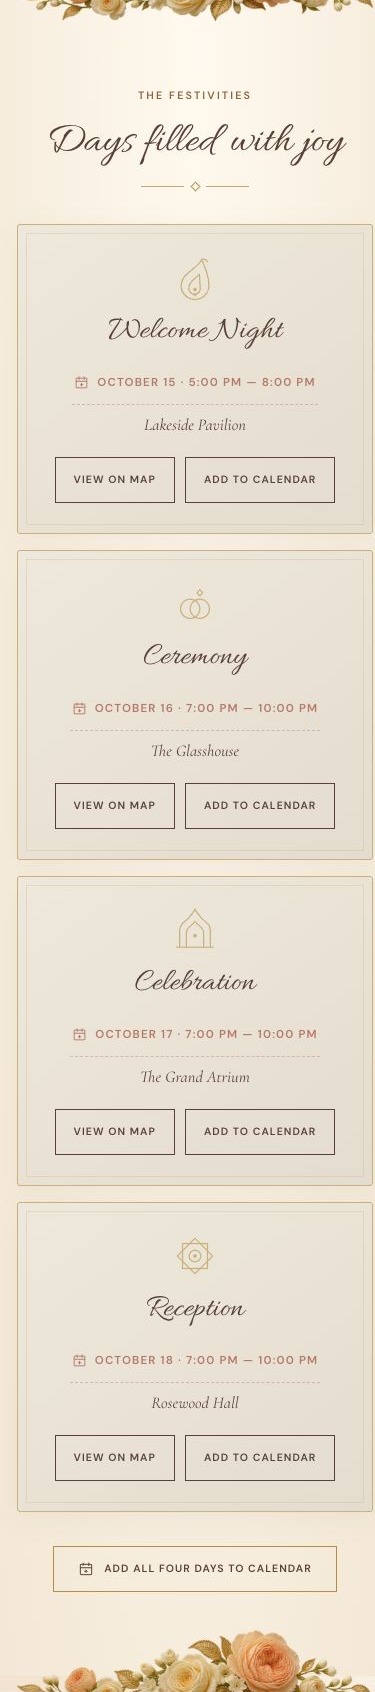 THE FESTIVITIES
Days filled with joy
Welcome Night
OCTOBER 15 · 5:00 PM — 8:00 PM
Lakeside Pavilion
VIEW ON MAP
ADD TO CALENDAR
Ceremony
OCTOBER 16 · 7:00 PM — 10:00 PM
The Glasshouse
VIEW ON MAP
ADD TO CALENDAR
Celebration
OCTOBER 17 · 7:00 PM — 10:00 PM
The Grand Atrium
VIEW ON MAP
ADD TO CALENDAR
Reception
OCTOBER 18 · 7:00 PM — 10:00 PM
Rosewood Hall
VIEW ON MAP
ADD TO CALENDAR
ADD ALL FOUR DAYS TO CALENDAR